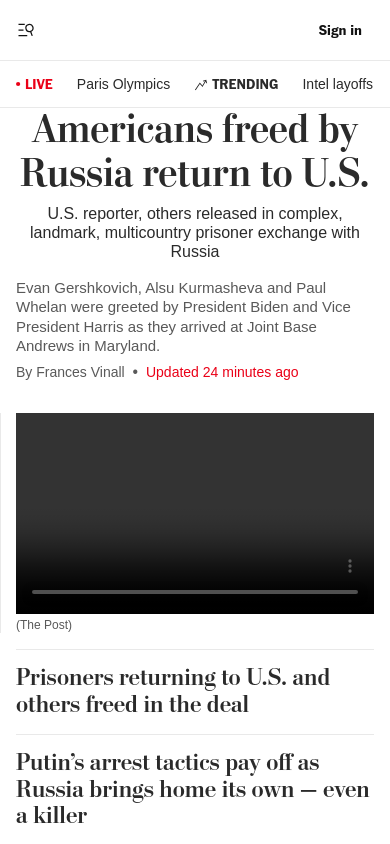 Sign in
• LIVE Paris Olympics TRENDING Intel layoffs
Americans freed by
Russia return to U.S.
U.S. reporter, others released in complex,
landmark, multicountry prisoner exchange with
Russia
Evan Gershkovich, Alsu Kurmasheva and Paul
Whelan were greeted by President Biden and Vice
President Harris as they arrived at Joint Base
Andrews in Maryland.
By Frances Vinall • Updated 24 minutes ago
(The Post)
Prisoners returning to U.S. and
others freed in the deal
Putin’s arrest tactics pay off as
Russia brings home its own — even
a killer